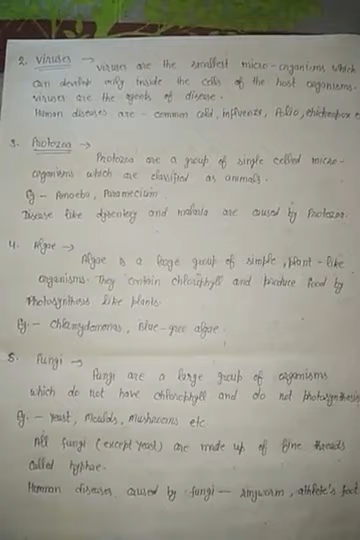 2. Viruses →
Viruses are the smallest micro-organisms which
can develop only inside the cells of the host organisms.
Viruses are the agents of disease.
Human diseases are - common cold, influenza, Polio, chickenpox
3. Protozoa →
Protozoa are a group of single celled micro-
organisms which are classified as animals.
Eg - Amoeba, Paramecium.
Disease like dysentery and malaria are caused by Protozoa.
4. Algae →
Algae is a large group of simple, plant-like
organisms. They contain chlorophyll and produce food by
Photosynthesis like plants.
Eg. - Chlamydomonas, Blue-green algae.
5. Fungi →
Fungi are a large group of organisms
which do not have chlorophyll and do not photosynthesis
Eg. - Yeast, Moulds, Mushrooms etc
All fungi (except yeast) are made up of fine threads
called hyphae.
Human diseases caused by fungi - ringworm, athlete's foot